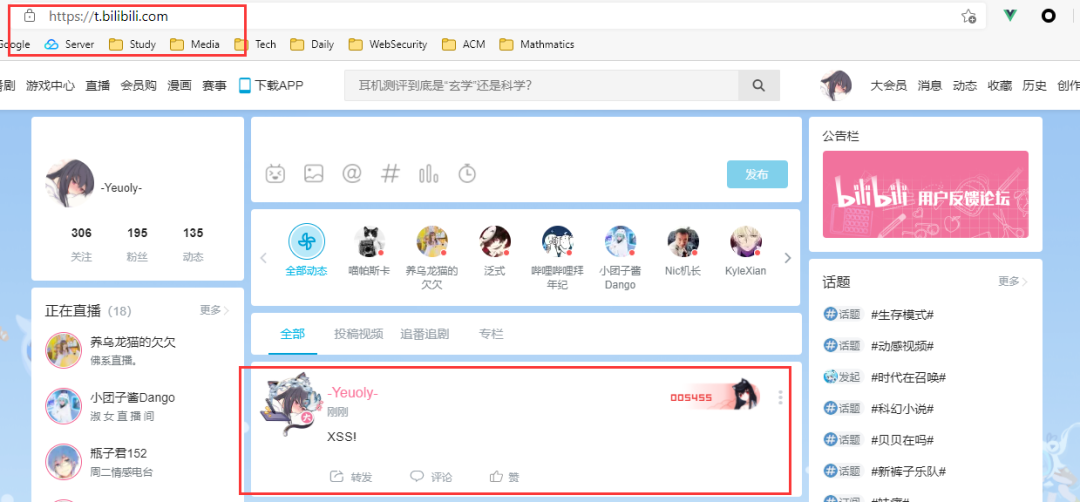 https://t.bilibili.com
Google Server Study Media Tech Daily WebSecurity ACM Mathmatics
番剧 游戏中心 直播 会员购 漫画 赛事 下载APP 耳机测评到底是“玄学”还是科学? 大会员 消息 动态 收藏 历史 创作
-Yeuoly-
306 195 135
关注 粉丝 动态
正在直播 (18) 更多
养乌龙猫的欠欠
佛系直播。
小团子酱Dango
淑女直播间
瓶子君152
周二情感电台
发布
全部动态 喵帕斯卡 养乌龙猫的欠欠 泛式 哔哩哔哩拜年纪 小团子酱Dango Nic机长 KyleXian
全部 投稿视频 追番追剧 专栏
-Yeuoly-
刚刚
005455
XSS!
转发 评论 赞
公告栏
bilibili 用户反馈论坛
话题 更多
话题 #生存模式#
话题 #动感视频#
发起 #时代在召唤#
话题 #科幻小说#
话题 #贝贝在吗#
话题 #新裤子乐队#